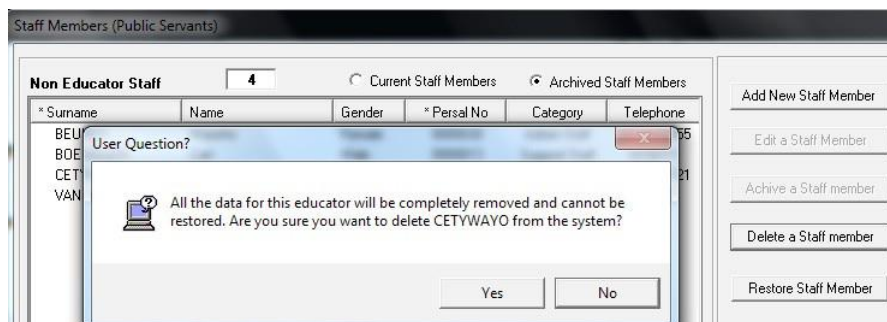 Staff Members (Public Servants)
Non Educator Staff 4 Current Staff Members Archived Staff Members
* Surname Name Gender * Persal No Category Telephone
Add New Staff Member
BEU 55
User Question?
BOE
Edit a Staff Member
CET 21
VAN
Achive a Staff member
All the data for this educator will be completely removed and cannot be
restored. Are you sure you want to delete CETYWAYO from the system?
Delete a Staff member
Yes No
Restore Staff Member